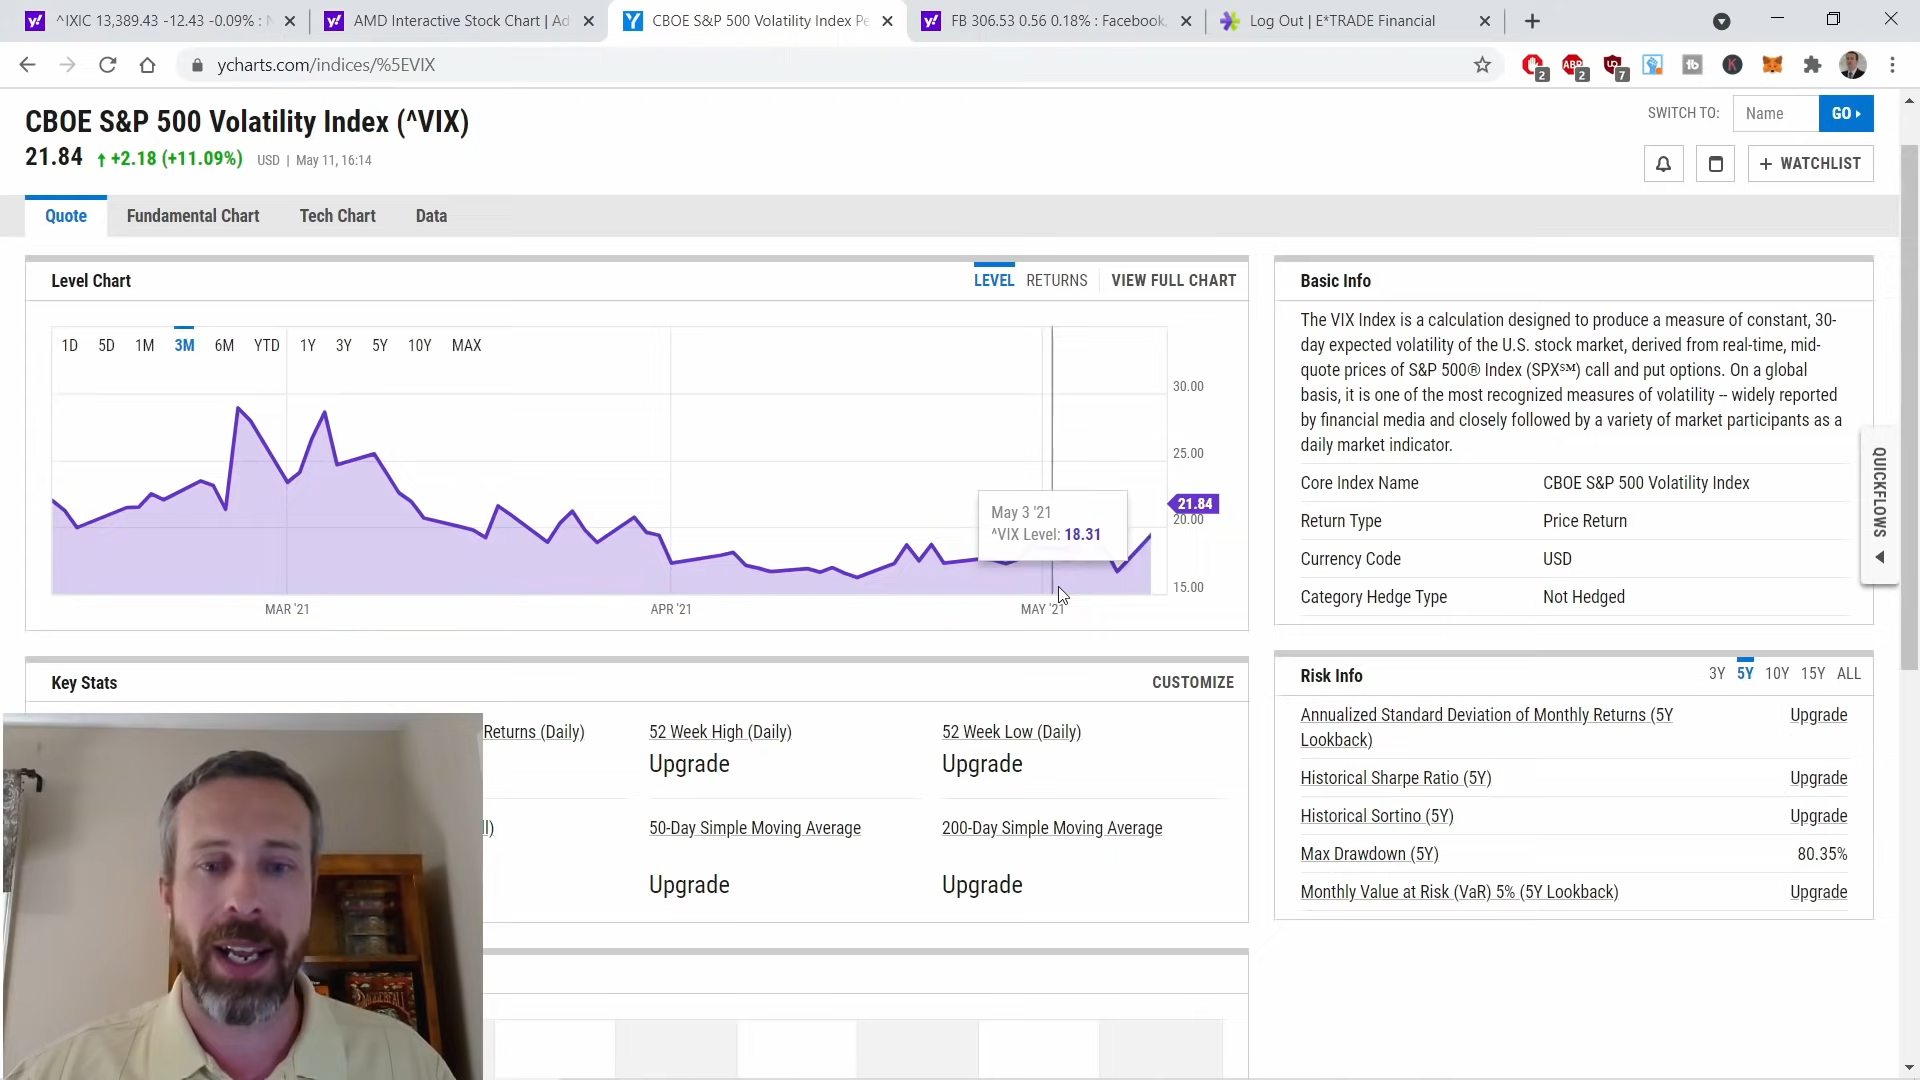 ^IXIC 13,389.43 -12.43 -0.09% : N
AMD Interactive Stock Chart | Ad
CBOE S&P 500 Volatility Index Pe
FB 306.53 0.56 0.18% : Facebook,
Log Out | E*TRADE Financial
ycharts.com/indices/%5EVIX
CBOE S&P 500 Volatility Index (^VIX)
21.84 +2.18 (+11.09%) USD | May 11, 16:14
SWITCH TO: Name GO
+ WATCHLIST
Quote Fundamental Chart Tech Chart Data
Level Chart
LEVEL RETURNS VIEW FULL CHART
1D 5D 1M 3M 6M YTD 1Y 3Y 5Y 10Y MAX
30.00
25.00
21.84
20.00
15.00
May 3 '21
^VIX Level: 18.31
MAR '21 APR '21 MAY '21
Basic Info
The VIX Index is a calculation designed to produce a measure of constant, 30-
day expected volatility of the U.S. stock market, derived from real-time, mid-
quote prices of S&P 500® Index (SPX℠) call and put options. On a global
basis, it is one of the most recognized measures of volatility -- widely reported
by financial media and closely followed by a variety of market participants as a
daily market indicator.
Core Index Name CBOE S&P 500 Volatility Index
Return Type Price Return
Currency Code USD
Category Hedge Type Not Hedged
QUICKFLOWS
Key Stats CUSTOMIZE
Returns (Daily) 52 Week High (Daily) 52 Week Low (Daily)
Upgrade Upgrade
ll) 50-Day Simple Moving Average 200-Day Simple Moving Average
Upgrade Upgrade
Risk Info 3Y 5Y 10Y 15Y ALL
Annualized Standard Deviation of Monthly Returns (5Y
Lookback) Upgrade
Historical Sharpe Ratio (5Y) Upgrade
Historical Sortino (5Y) Upgrade
Max Drawdown (5Y) 80.35%
Monthly Value at Risk (VaR) 5% (5Y Lookback) Upgrade
2
2
7
ABP
tb
K
DAGGERFALL